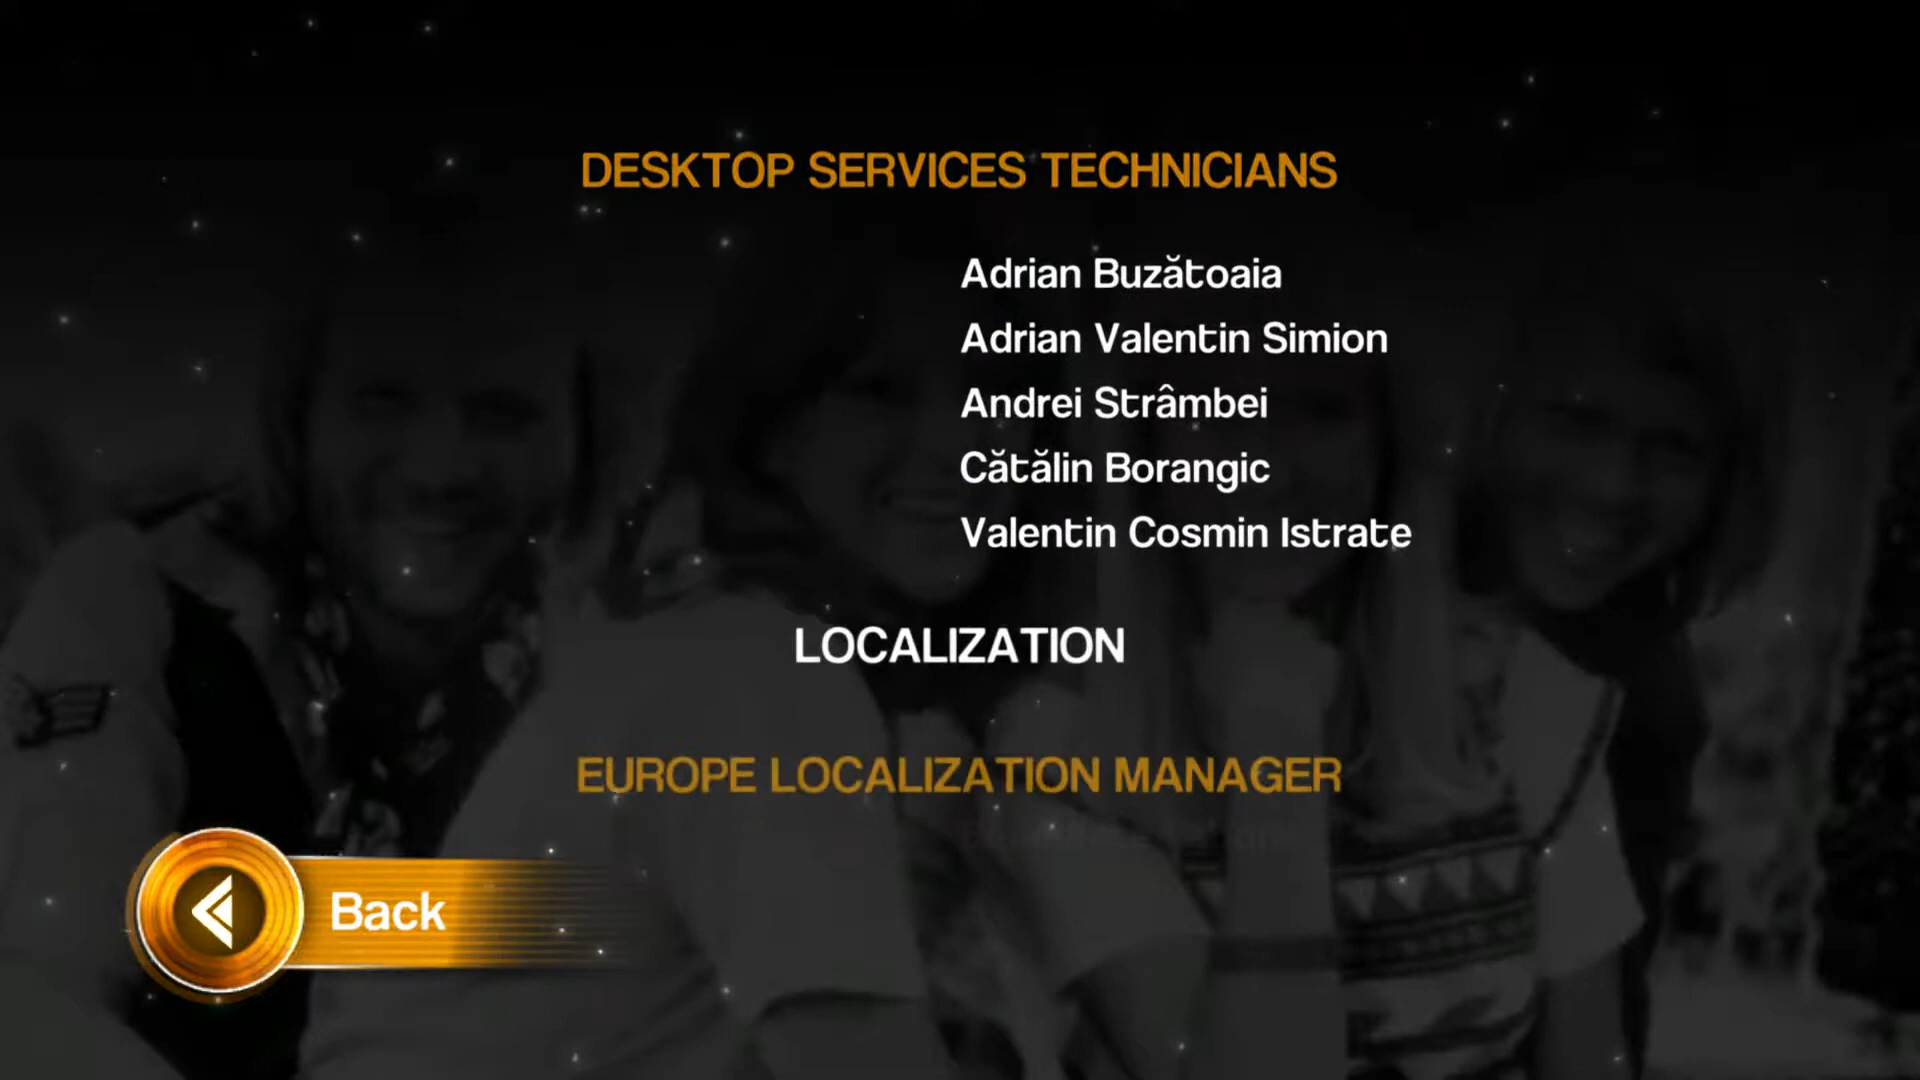 DESKTOP SERVICES TECHNICIANS
Adrian Buzătoaia
Adrian Valentin Simion
Andrei Strâmbei
Cătălin Borangic
Valentin Cosmin Istrate
LOCALIZATION
EUROPE LOCALIZATION MANAGER
Back